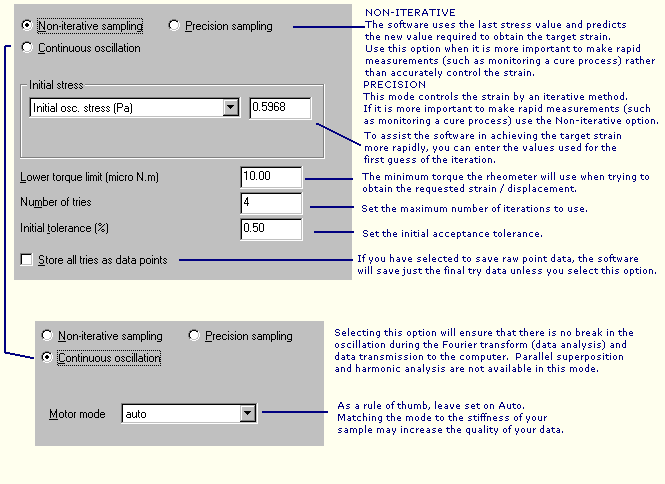 Non-iterative sampling
Precision sampling
Continuous oscillation
NON-ITERATIVE
The software uses the last stress value and predicts
the new value required to obtain the target strain.
Use this option when it is more important to make rapid
measurements (such as monitoring a cure process) rather
than accurately control the strain.
PRECISION
This mode controls the strain by an iterative method.
If it is more important to make rapid measurements (such
as monitoring a cure process) use the Non-iterative option.
Initial stress
Initial osc. stress (Pa)
0.5968
To assist the software in achieving the target strain
more rapidly, you can enter the values used for the
first guess of the iteration.
Lower torque limit (micro N.m)
10.00
The minimum torque the rheometer will use when trying to
obtain the requested strain / displacement.
Number of tries
4
Set the maximum number of iterations to use.
Initial tolerance (%)
0.50
Set the initial acceptance tolerance.
Store all tries as data points
If you have selected to save raw point data, the software
will save just the final try data unless you select this option.
Non-iterative sampling
Precision sampling
Continuous oscillation
Selecting this option will ensure that there is no break in the
oscillation during the Fourier transform (data analysis) and
data transmission to the computer. Parallel superposition
and harmonic analysis are not available in this mode.
Motor mode
auto
As a rule of thumb, leave set on Auto.
Matching the mode to the stiffness of your
sample may increase the quality of your data.